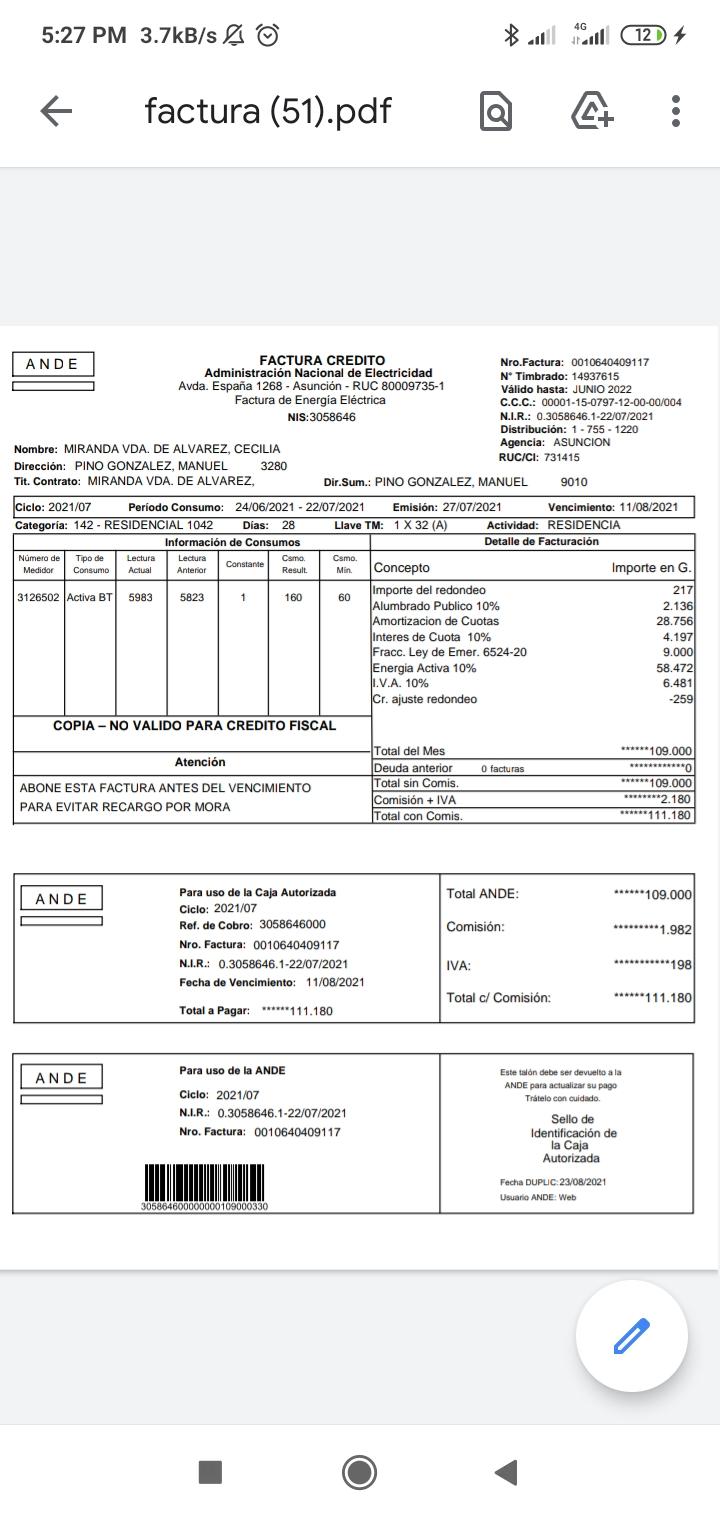 5:27 PM 3.7kB/s 4G 12
factura (51).pdf
ANDE
FACTURA CREDITO
Administración Nacional de Electricidad
Avda. España 1268 - Asunción - RUC 80009735-1
Factura de Energía Eléctrica
NIS:3058646
Nro.Factura: 0010640409117
N° Timbrado: 14937615
Válido hasta: JUNIO 2022
C.C.C.: 00001-15-0797-12-00-00/004
N.I.R.: 0.3058646.1-22/07/2021
Distribución: 1 - 755 - 1220
Agencia: ASUNCION
RUC/CI: 731415
Nombre: MIRANDA VDA. DE ALVAREZ, CECILIA
Dirección: PINO GONZALEZ, MANUEL 3280
Tit. Contrato: MIRANDA VDA. DE ALVAREZ, Dir.Sum.: PINO GONZALEZ, MANUEL 9010
Ciclo: 2021/07 Período Consumo: 24/06/2021 - 22/07/2021 Emisión: 27/07/2021 Vencimiento: 11/08/2021
Categoría: 142 - RESIDENCIAL 1042 Días: 28 Llave TM: 1 X 32 (A) Actividad: RESIDENCIA
Información de Consumos
Número de Medidor Tipo de Consumo Lectura Actual Lectura Anterior Constante Csmo. Result. Csmo. Mín.
3126502 Activa BT 5983 5823 1 160 60
COPIA – NO VALIDO PARA CREDITO FISCAL
Atención
ABONE ESTA FACTURA ANTES DEL VENCIMIENTO
PARA EVITAR RECARGO POR MORA
Detalle de Facturación
Concepto Importe en G.
Importe del redondeo 217
Alumbrado Publico 10% 2.136
Amortizacion de Cuotas 28.756
Interes de Cuota 10% 4.197
Fracc. Ley de Emer. 6524-20 9.000
Energia Activa 10% 58.472
I.V.A. 10% 6.481
Cr. ajuste redondeo -259
Total del Mes ******109.000
Deuda anterior 0 facturas ************0
Total sin Comis. ******109.000
Comisión + IVA ********2.180
Total con Comis. ******111.180
ANDE
Para uso de la Caja Autorizada
Ciclo: 2021/07
Ref. de Cobro: 3058646000
Nro. Factura: 0010640409117
N.I.R.: 0.3058646.1-22/07/2021
Fecha de Vencimiento: 11/08/2021
Total a Pagar: ******111.180
Total ANDE: ******109.000
Comisión: *********1.982
IVA: ***********198
Total c/ Comisión: ******111.180
ANDE
Para uso de la ANDE
Ciclo: 2021/07
N.I.R.: 0.3058646.1-22/07/2021
Nro. Factura: 0010640409117
3058646000000000109000330
Este talón debe ser devuelto a la
ANDE para actualizar su pago
Trátelo con cuidado.
Sello de
Identificación de
la Caja
Autorizada
Fecha DUPLIC: 23/08/2021
Usuario ANDE: Web